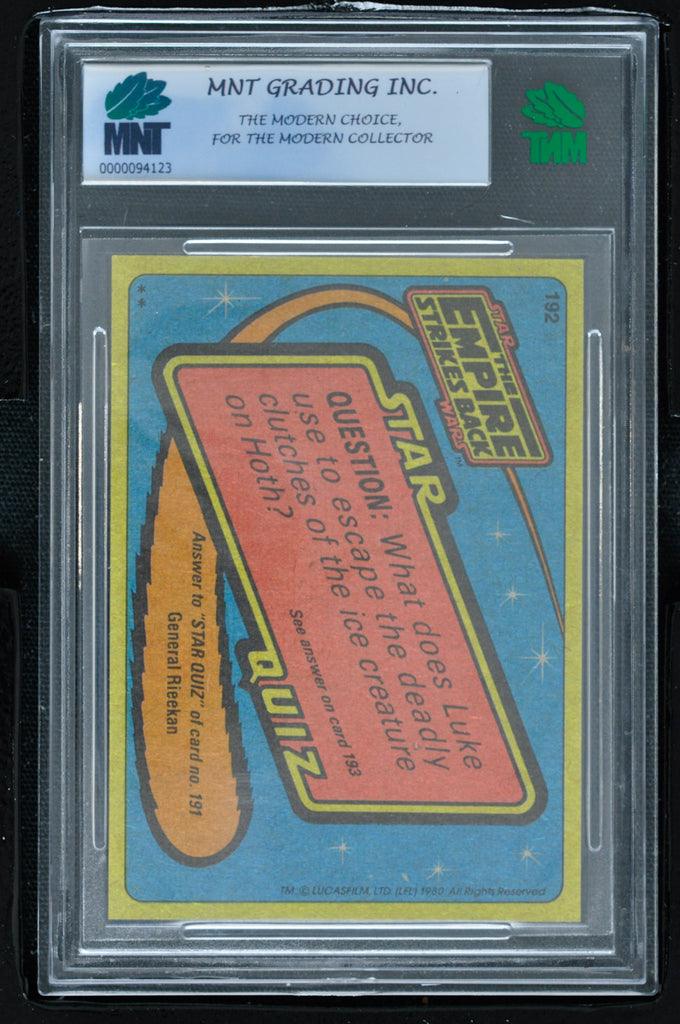 MNT GRADING INC.
THE MODERN CHOICE,
FOR THE MODERN COLLECTOR
MNT
0000094123
MNT
192
STAR
THE
EMPIRE
STRIKES BACK
WARS™
STAR
QUESTION: What does Luke
use to escape the deadly
clutches of the ice creature
on Hoth?
See answer on card 193
QUIZ
Answer to "STAR QUIZ" of card no. 191
General Rieekan
TM, © LUCASFILM, LTD. (LFL) 1980 All Rights Reserved
**